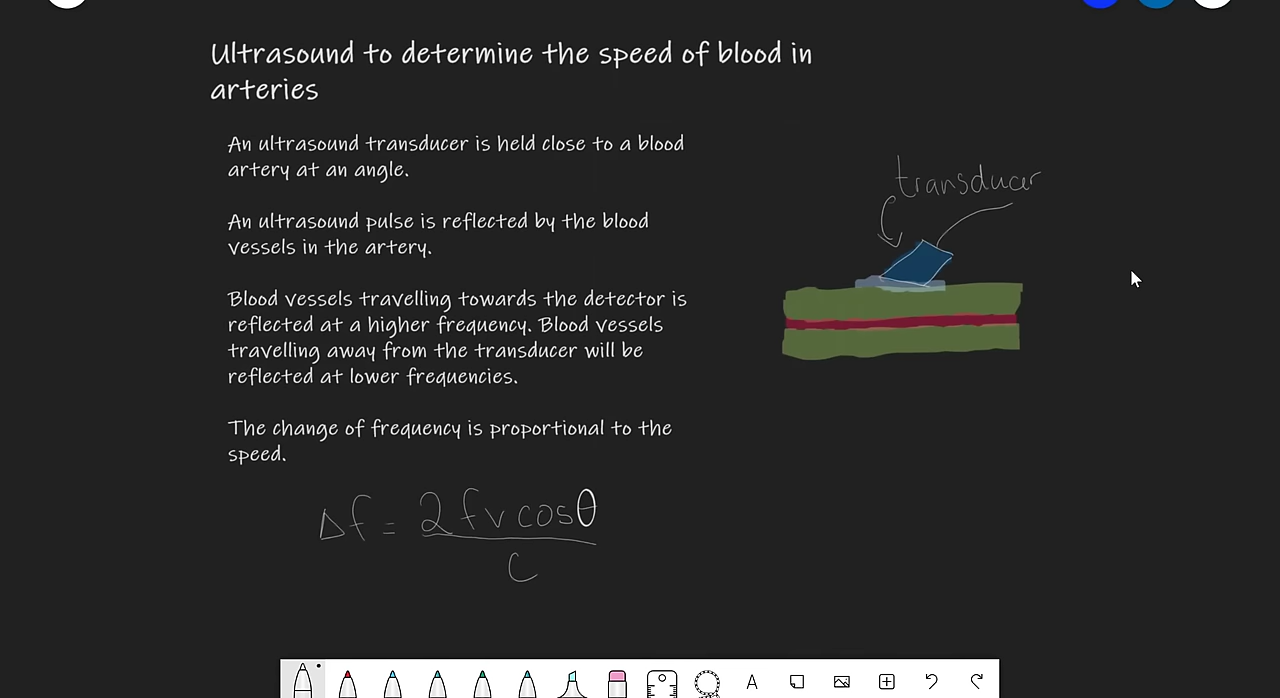 Ultrasound to determine the speed of blood in
arteries
An ultrasound transducer is held close to a blood
artery at an angle.
An ultrasound pulse is reflected by the blood
vessels in the artery.
Blood vessels travelling towards the detector is
reflected at a higher frequency. Blood vessels
travelling away from the transducer will be
reflected at lower frequencies.
The change of frequency is proportional to the
speed.
Δf = 2fvcosθ
c
transducer
A